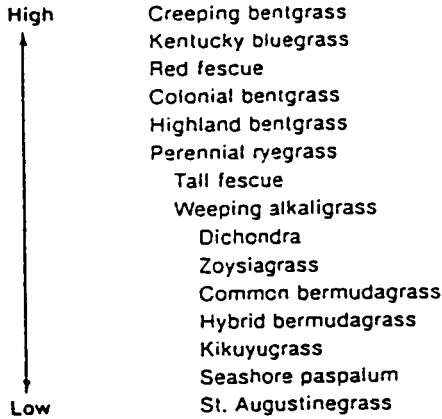 High Creeping bentgrass
Kentucky bluegrass
Red fescue
Colonial bentgrass
Highland bentgrass
Perennial ryegrass
Tall fescue
Weeping alkaligrass
Dichondra
Zoysiagrass
Common bermudagrass
Hybrid bermudagrass
Kikuyugrass
Seashore paspalum
Low St. Augustinegrass